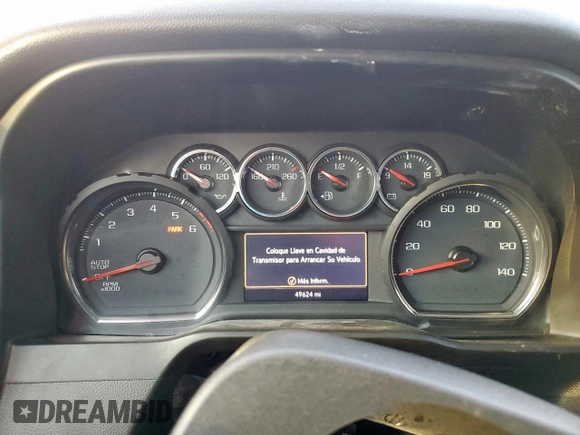 0 60 120
160 210 260
E 1/2 F
9 14 19
1 2 3 4 5 6
PARK
AUTO
STOP
OFF
RPM
x1000
Coloque Llave en Cavidad de
Transmisor para Arrancar Su Vehículo
Más Inform.
49624 mi
0 20 40 60 80 100 120 140
DREAMBID